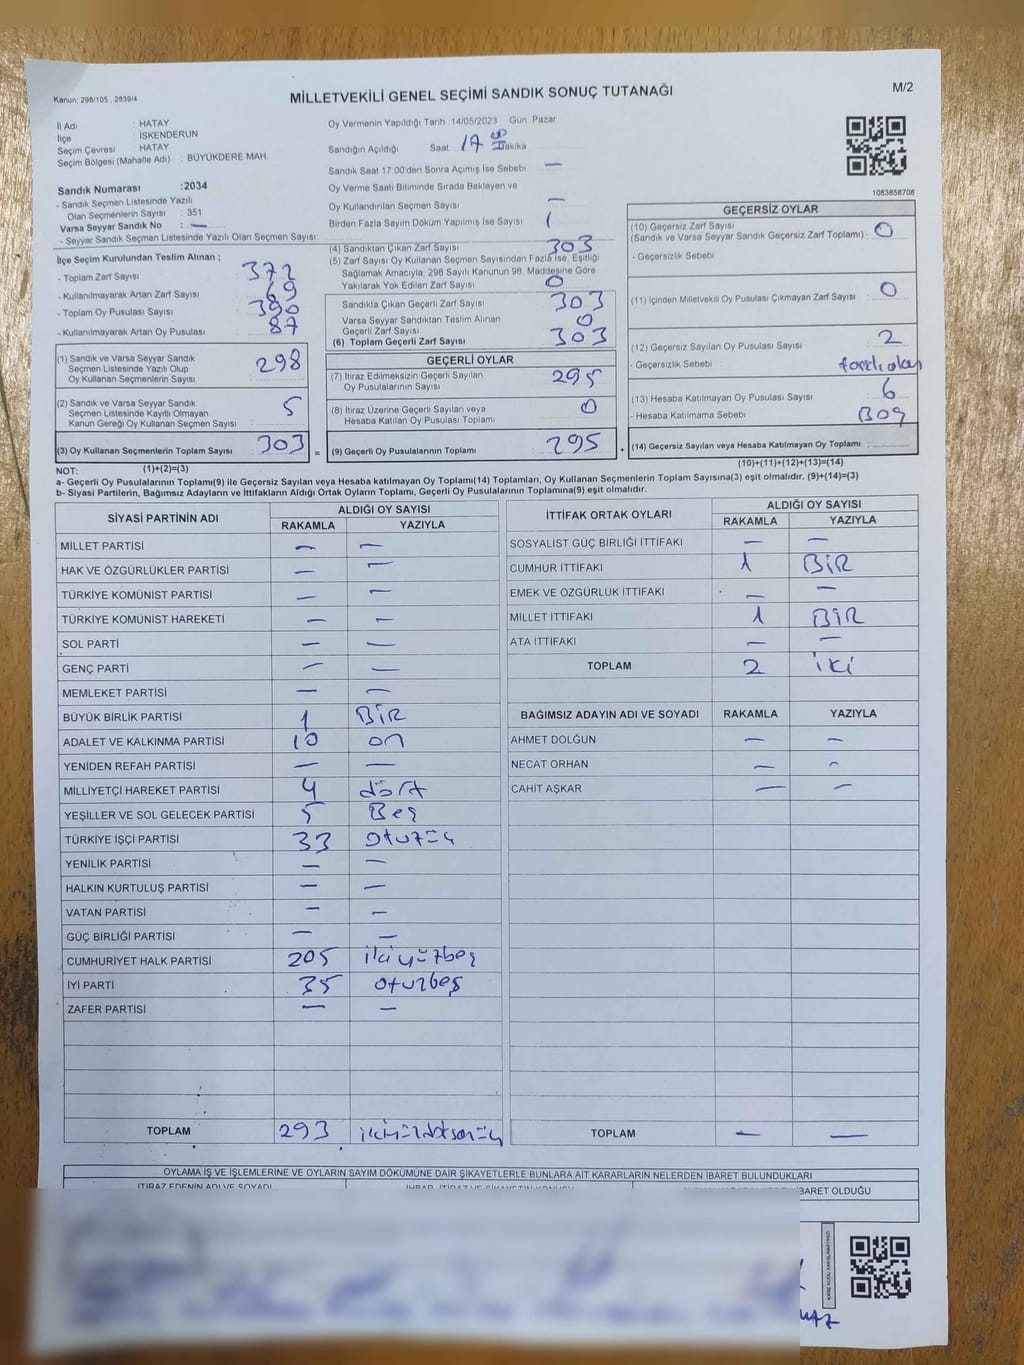 Kanun: 298/105 , 2839/4
MİLLETVEKİLİ GENEL SEÇİMİ SANDIK SONUÇ TUTANAĞI
M/2
İl Adı : HATAY
İlçe : İSKENDERUN
Seçim Çevresi : HATAY
Seçim Bölgesi (Mahalle Adı) : BÜYÜKDERE MAH.
Sandık Numarası :2034
- Sandık Seçmen Listesinde Yazılı
Olan Seçmenlerin Sayısı : 351
Varsa Seyyar Sandık No : —
- Seyyar Sandık Seçmen Listesinde Yazılı Olan Seçmen Sayısı:
Oy Vermenin Yapıldığı Tarih :14/05/2023 Gün: Pazar
Sandığın Açıldığı Saat: 17 00 Dakika
Sandık Saat 17.00'den Sonra Açımış İse Sebebi —
Oy Verme Saati Bitiminde Sırada Bekleyen ve
Oy Kullandırılan Seçmen Sayısı —
Birden Fazla Sayım Döküm Yapılmış İse Sayısı 1
1083658708
İlçe Seçim Kurulundan Teslim Alınan ;
- Toplam Zarf Sayısı : 372
- Kullanılmayarak Artan Zarf Sayısı : 69
- Toplam Oy Pusulası Sayısı : 390
- Kullanılmayarak Artan Oy Pusulası : 87
(1) Sandık ve Varsa Seyyar Sandık
Seçmen Listesinde Yazılı Olup
Oy Kullanan Seçmenlerin Sayısı : 298
(2) Sandık ve Varsa Seyyar Sandık
Seçmen Listesinde Kayıtlı Olmayan
Kanun Gereği Oy Kullanan Seçmen Sayısı : 5
(3) Oy Kullanan Seçmenlerin Toplam Sayısı : 303
(4) Sandıktan Çıkan Zarf Sayısı 303
(5) Zarf Sayısı Oy Kullanan Seçmen Sayısından Fazla İse, Eşitliği
Sağlamak Amacıyla, 298 Sayılı Kanunun 98. Maddesine Göre
Yakılarak Yok Edilen Zarf Sayısı 0
Sandıkta Çıkan Geçerli Zarf Sayısı 303
Varsa Seyyar Sandıktan Teslim Alınan
Geçerli Zarf Sayısı 0
(6) Toplam Geçerli Zarf Sayısı 303
GEÇERLİ OYLAR
(7) İtiraz Edilmeksizin Geçerli Sayılan
Oy Pusulalarının Sayısı 295
(8) İtiraz Üzerine Geçerli Sayılan veya
Hesaba Katılan Oy Pusulaları Toplamı 0
= (9) Geçerli Oy Pusulalarının Toplamı 295 +
GEÇERSİZ OYLAR
(10) Geçersiz Zarf Sayısı
(Sandık ve Varsa Seyyar Sandık Geçersiz Zarf Toplamı) : 0
- Geçersizlik Sebebi
(11) İçinden Milletvekili Oy Pusulası Çıkmayan Zarf Sayısı : 0
(12) Geçersiz Sayılan Oy Pusulası Sayısı : 2
- Geçersizlik Sebebi :
(13) Hesaba Katılmayan Oy Pusulası Sayısı : 6
- Hesaba Katılmama Sebebi : BOŞ
(14) Geçersiz Sayılan veya Hesaba Katılmayan Oy Toplamı :
NOT: (1)+(2)=(3)
(10)+(11)+(12)+(13)=(14)
a- Geçerli Oy Pusulalarının Toplamı(9) ile Geçersiz Sayılan veya Hesaba katılmayan Oy Toplamı(14) Toplamları, Oy Kullanan Seçmenlerin Toplam Sayısına(3) eşit olmalıdır. (9)+(14)=(3)
b- Siyasi Partilerin, Bağımsız Adayların ve İttifakların Aldığı Ortak Oyların Toplamı, Geçerli Oy Pusulalarının Toplamına(9) eşit olmalıdır.
SİYASİ PARTİNİN ADI
ALDIĞI OY SAYISI
RAKAMLA YAZIYLA
MİLLET PARTİSİ — —
HAK VE ÖZGÜRLÜKLER PARTİSİ — —
TÜRKİYE KOMÜNİST PARTİSİ — —
TÜRKİYE KOMÜNİST HAREKETİ — —
SOL PARTİ — —
GENÇ PARTİ — —
MEMLEKET PARTİSİ — —
BÜYÜK BİRLİK PARTİSİ 1 BİR
ADALET VE KALKINMA PARTİSİ 10 on
YENİDEN REFAH PARTİSİ — —
MİLLİYETÇİ HAREKET PARTİSİ 4 dört
YEŞİLLER VE SOL GELECEK PARTİSİ 5 Beş
TÜRKİYE İŞÇİ PARTİSİ 33 otuzüç
YENİLİK PARTİSİ — —
HALKIN KURTULUŞ PARTİSİ — —
VATAN PARTİSİ — —
GÜÇ BİRLİĞİ PARTİSİ — —
CUMHURİYET HALK PARTİSİ 205 ikiyüzbeş
İYİ PARTİ 35 otuzbeş
ZAFER PARTİSİ — —
TOPLAM 293
İTTİFAK ORTAK OYLARI
ALDIĞI OY SAYISI
RAKAMLA YAZIYLA
SOSYALİST GÜÇ BİRLİĞİ İTTİFAKI — —
CUMHUR İTTİFAKI 1 BİR
EMEK VE ÖZGÜRLÜK İTTİFAKI — —
MİLLET İTTİFAKI 1 BİR
ATA İTTİFAKI — —
TOPLAM 2 iki
BAĞIMSIZ ADAYIN ADI VE SOYADI RAKAMLA YAZIYLA
AHMET DOLĞUN — —
NECAT ORHAN — —
CAHİT AŞKAR — —
TOPLAM — —
OYLAMA İŞ VE İŞLEMLERİNE VE OYLARIN SAYIM DÖKÜMÜNE DAİR ŞİKAYETLERLE BUNLARA AİT KARARLARIN NELERDEN İBARET BULUNDUKLARI
İTİRAZ EDENİN ADI VE SOYADI
İHBAR, İTİRAZ VE ŞİKAYETİN KONUSU
İBARET OLDUĞU
KARE KODU KARALAMAYINIZ!